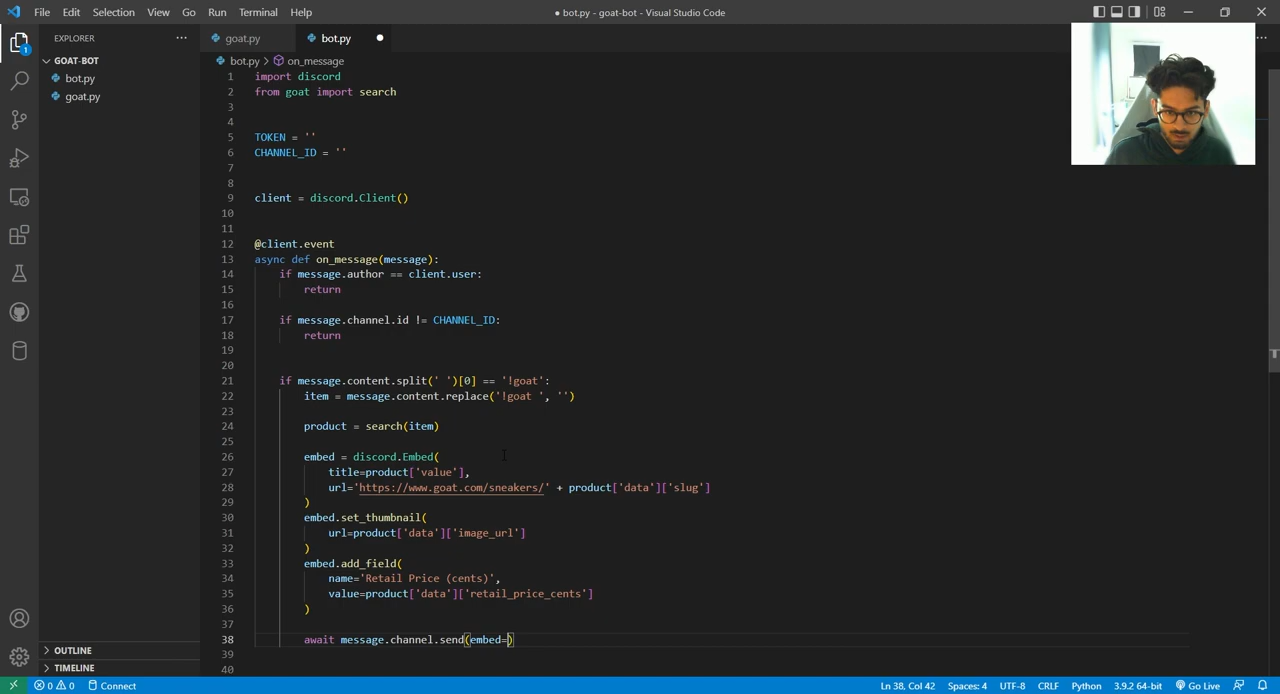 File Edit Selection View Go Run Terminal Help
● bot.py - goat-bot - Visual Studio Code
EXPLORER
GOAT-BOT
bot.py
goat.py
1
goat.py
bot.py
bot.py > on_message
1 import discord
2 from goat import search
3
4
5 TOKEN = ''
6 CHANNEL_ID = ''
7
8
9 client = discord.Client()
10
11
12 @client.event
13 async def on_message(message):
14 if message.author == client.user:
15 return
16
17 if message.channel.id != CHANNEL_ID:
18 return
19
20
21 if message.content.split(' ')[0] == '!goat':
22 item = message.content.replace('!goat ', '')
23
24 product = search(item)
25
26 embed = discord.Embed(
27 title=product['value'],
28 url='https://www.goat.com/sneakers/' + product['data']['slug']
29 )
30 embed.set_thumbnail(
31 url=product['data']['image_url']
32 )
33 embed.add_field(
34 name='Retail Price (cents)',
35 value=product['data']['retail_price_cents']
36 )
37
38 await message.channel.send(embed=)
39
40
OUTLINE
TIMELINE
0 0 Connect
Ln 38, Col 42 Spaces: 4 UTF-8 CRLF Python 3.9.2 64-bit Go Live